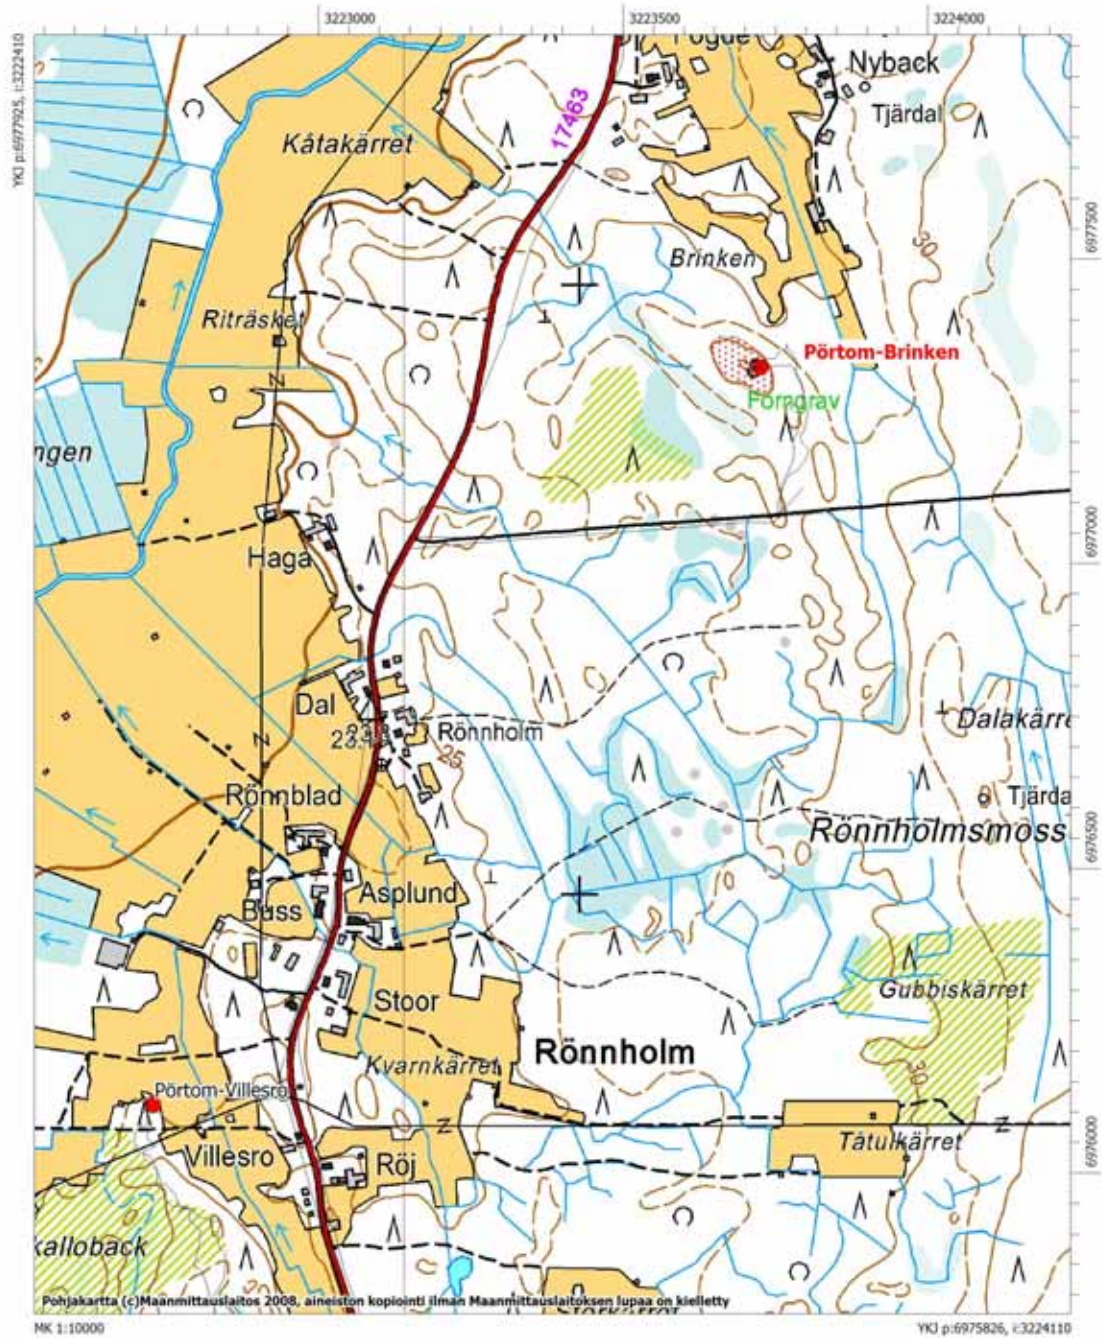 3223000
3223500
3224000
YKJ p:6977925, i:3222410
Nyback
Tjärdal
17463
Kåtakärret
6977500
30
Brinken
Riträsket
Z
Pörtom-Brinken
Forngrav
ngen
6977000
Haga
Dal
Rönnholm
Dalakärre
Z
25
Rönnblad
Tjärda
Rönnholmsmoss
6976500
Asplund
Buss
Stoor
Gubbiskärret
Rönnholm
Kvarnkärret
30
Pörtom-Villesro
Z
Z
6976000
Villesro
Röj
Tåtulkärret
kalloback
Pohjakartta (c)Maanmittauslaitos 2008, aineiston kopiointi ilman Maanmittauslaitoksen lupaa on kielletty
MK 1:10000
YKJ p:6975826, i:3224110